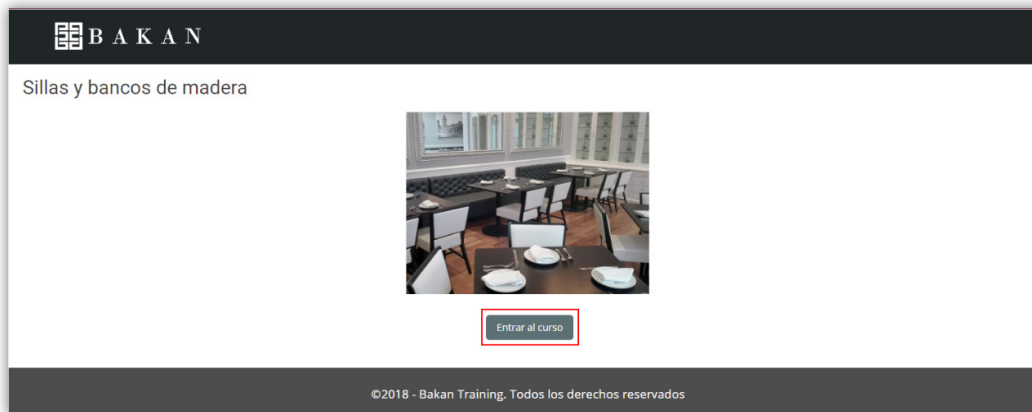 BAKAN
Sillas y bancos de madera
Entrar al curso
©2018 - Bakan Training. Todos los derechos reservados